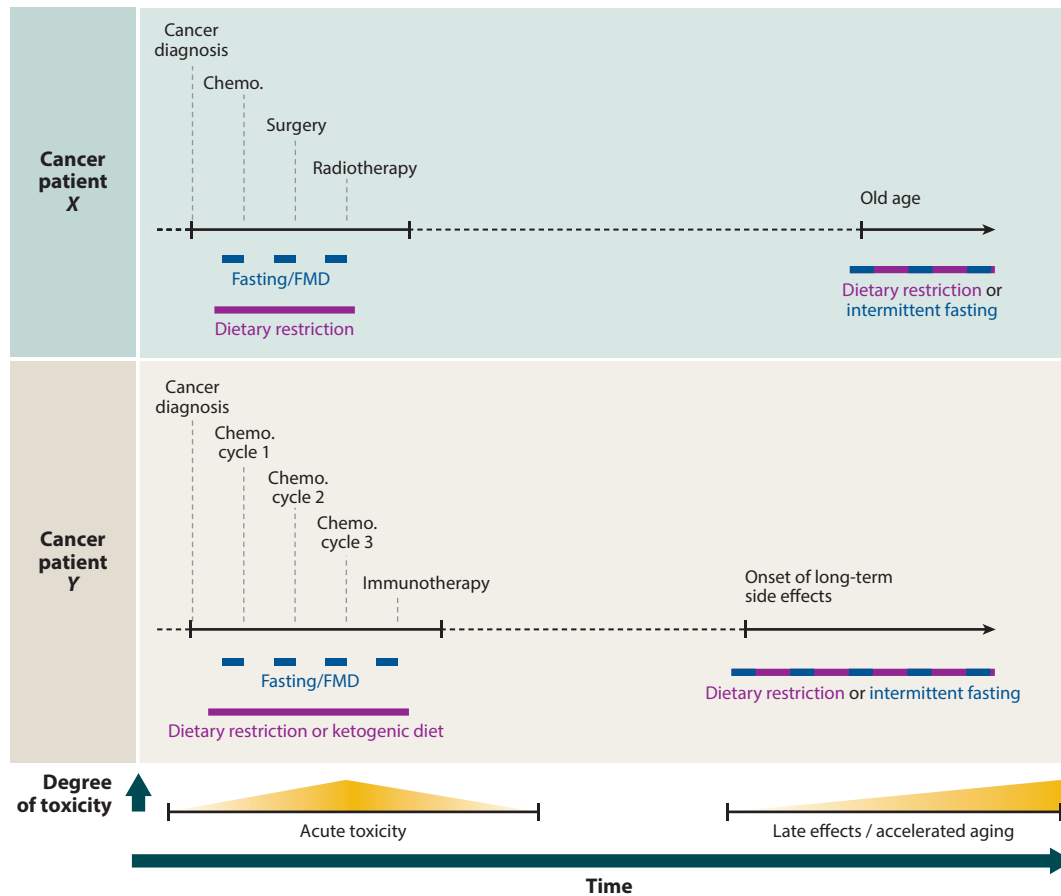 Cancer
diagnosis
Chemo.
Surgery
Radiotherapy
Cancer
patient
X
Old age
Fasting/FMD
Dietary restriction
Dietary restriction or
intermittent fasting
Cancer
diagnosis
Chemo.
cycle 1
Chemo.
cycle 2
Chemo.
cycle 3
Immunotherapy
Cancer
patient
Y
Onset of long-term
side effects
Fasting/FMD
Dietary restriction or ketogenic diet
Dietary restriction or intermittent fasting
Degree
of toxicity
Acute toxicity
Late effects / accelerated aging
Time